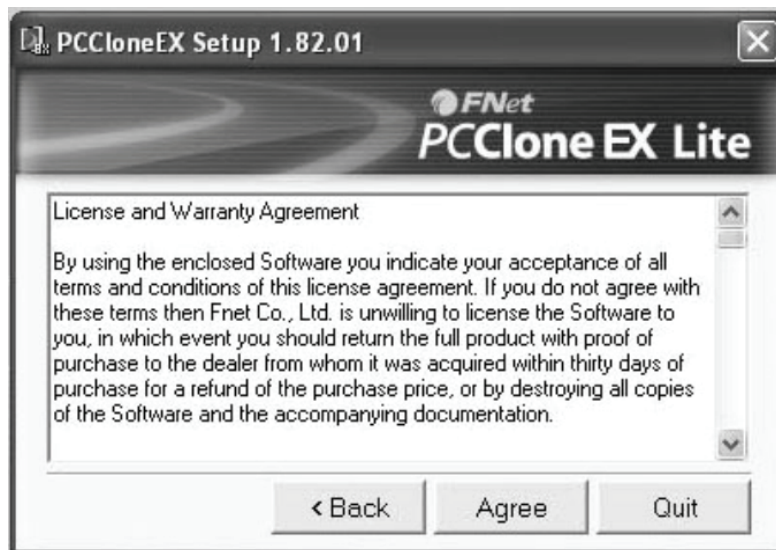 PCCloneEX Setup 1.82.01
FNet
PCClone EX Lite
License and Warranty Agreement
By using the enclosed Software you indicate your acceptance of all
terms and conditions of this license agreement. If you do not agree with
these terms then Fnet Co., Ltd. is unwilling to license the Software to
you, in which event you should return the full product with proof of
purchase to the dealer from whom it was acquired within thirty days of
purchase for a refund of the purchase price, or by destroying all copies
of the Software and the accompanying documentation.
< Back
Agree
Quit